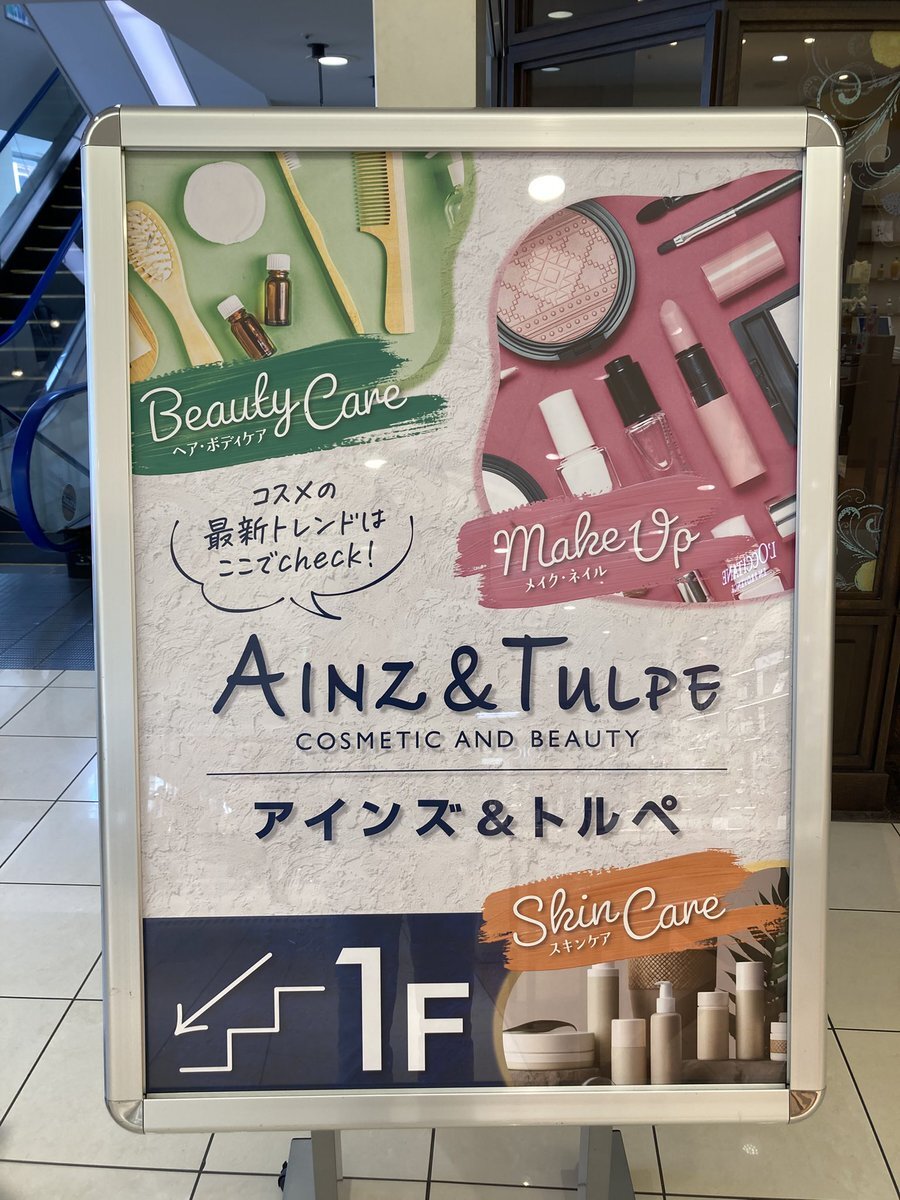 Beauty Care
ヘア・ボディケア
コスメの
最新トレンドは
ここでcheck!
Make Up
メイク・ネイル
L'OCCITANE
AINZ & TULPE
COSMETIC AND BEAUTY
アインズ&トルペ
Skin Care
スキンケア
1F